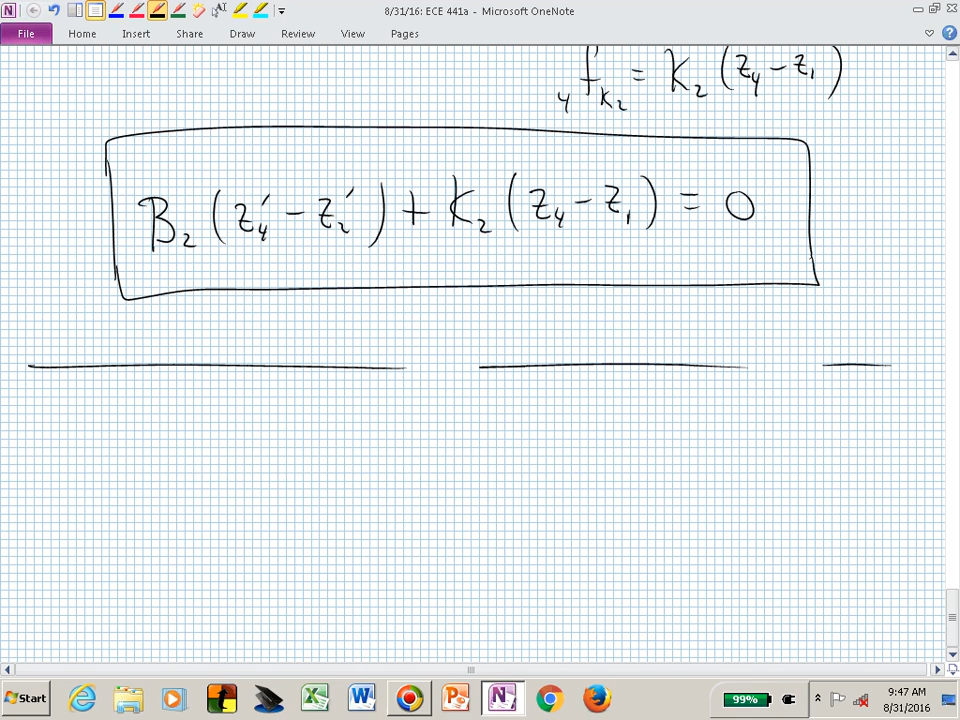 8/31/16: ECE 441a - Microsoft OneNote
File Home Insert Share Draw Review View Pages
₄f_K₂ = K₂ (z₄ − z₁)
B₂ (z₄′ − z₂′) + K₂ (z₄ − z₁) = 0
Start 99% 9:47 AM
8/31/2016